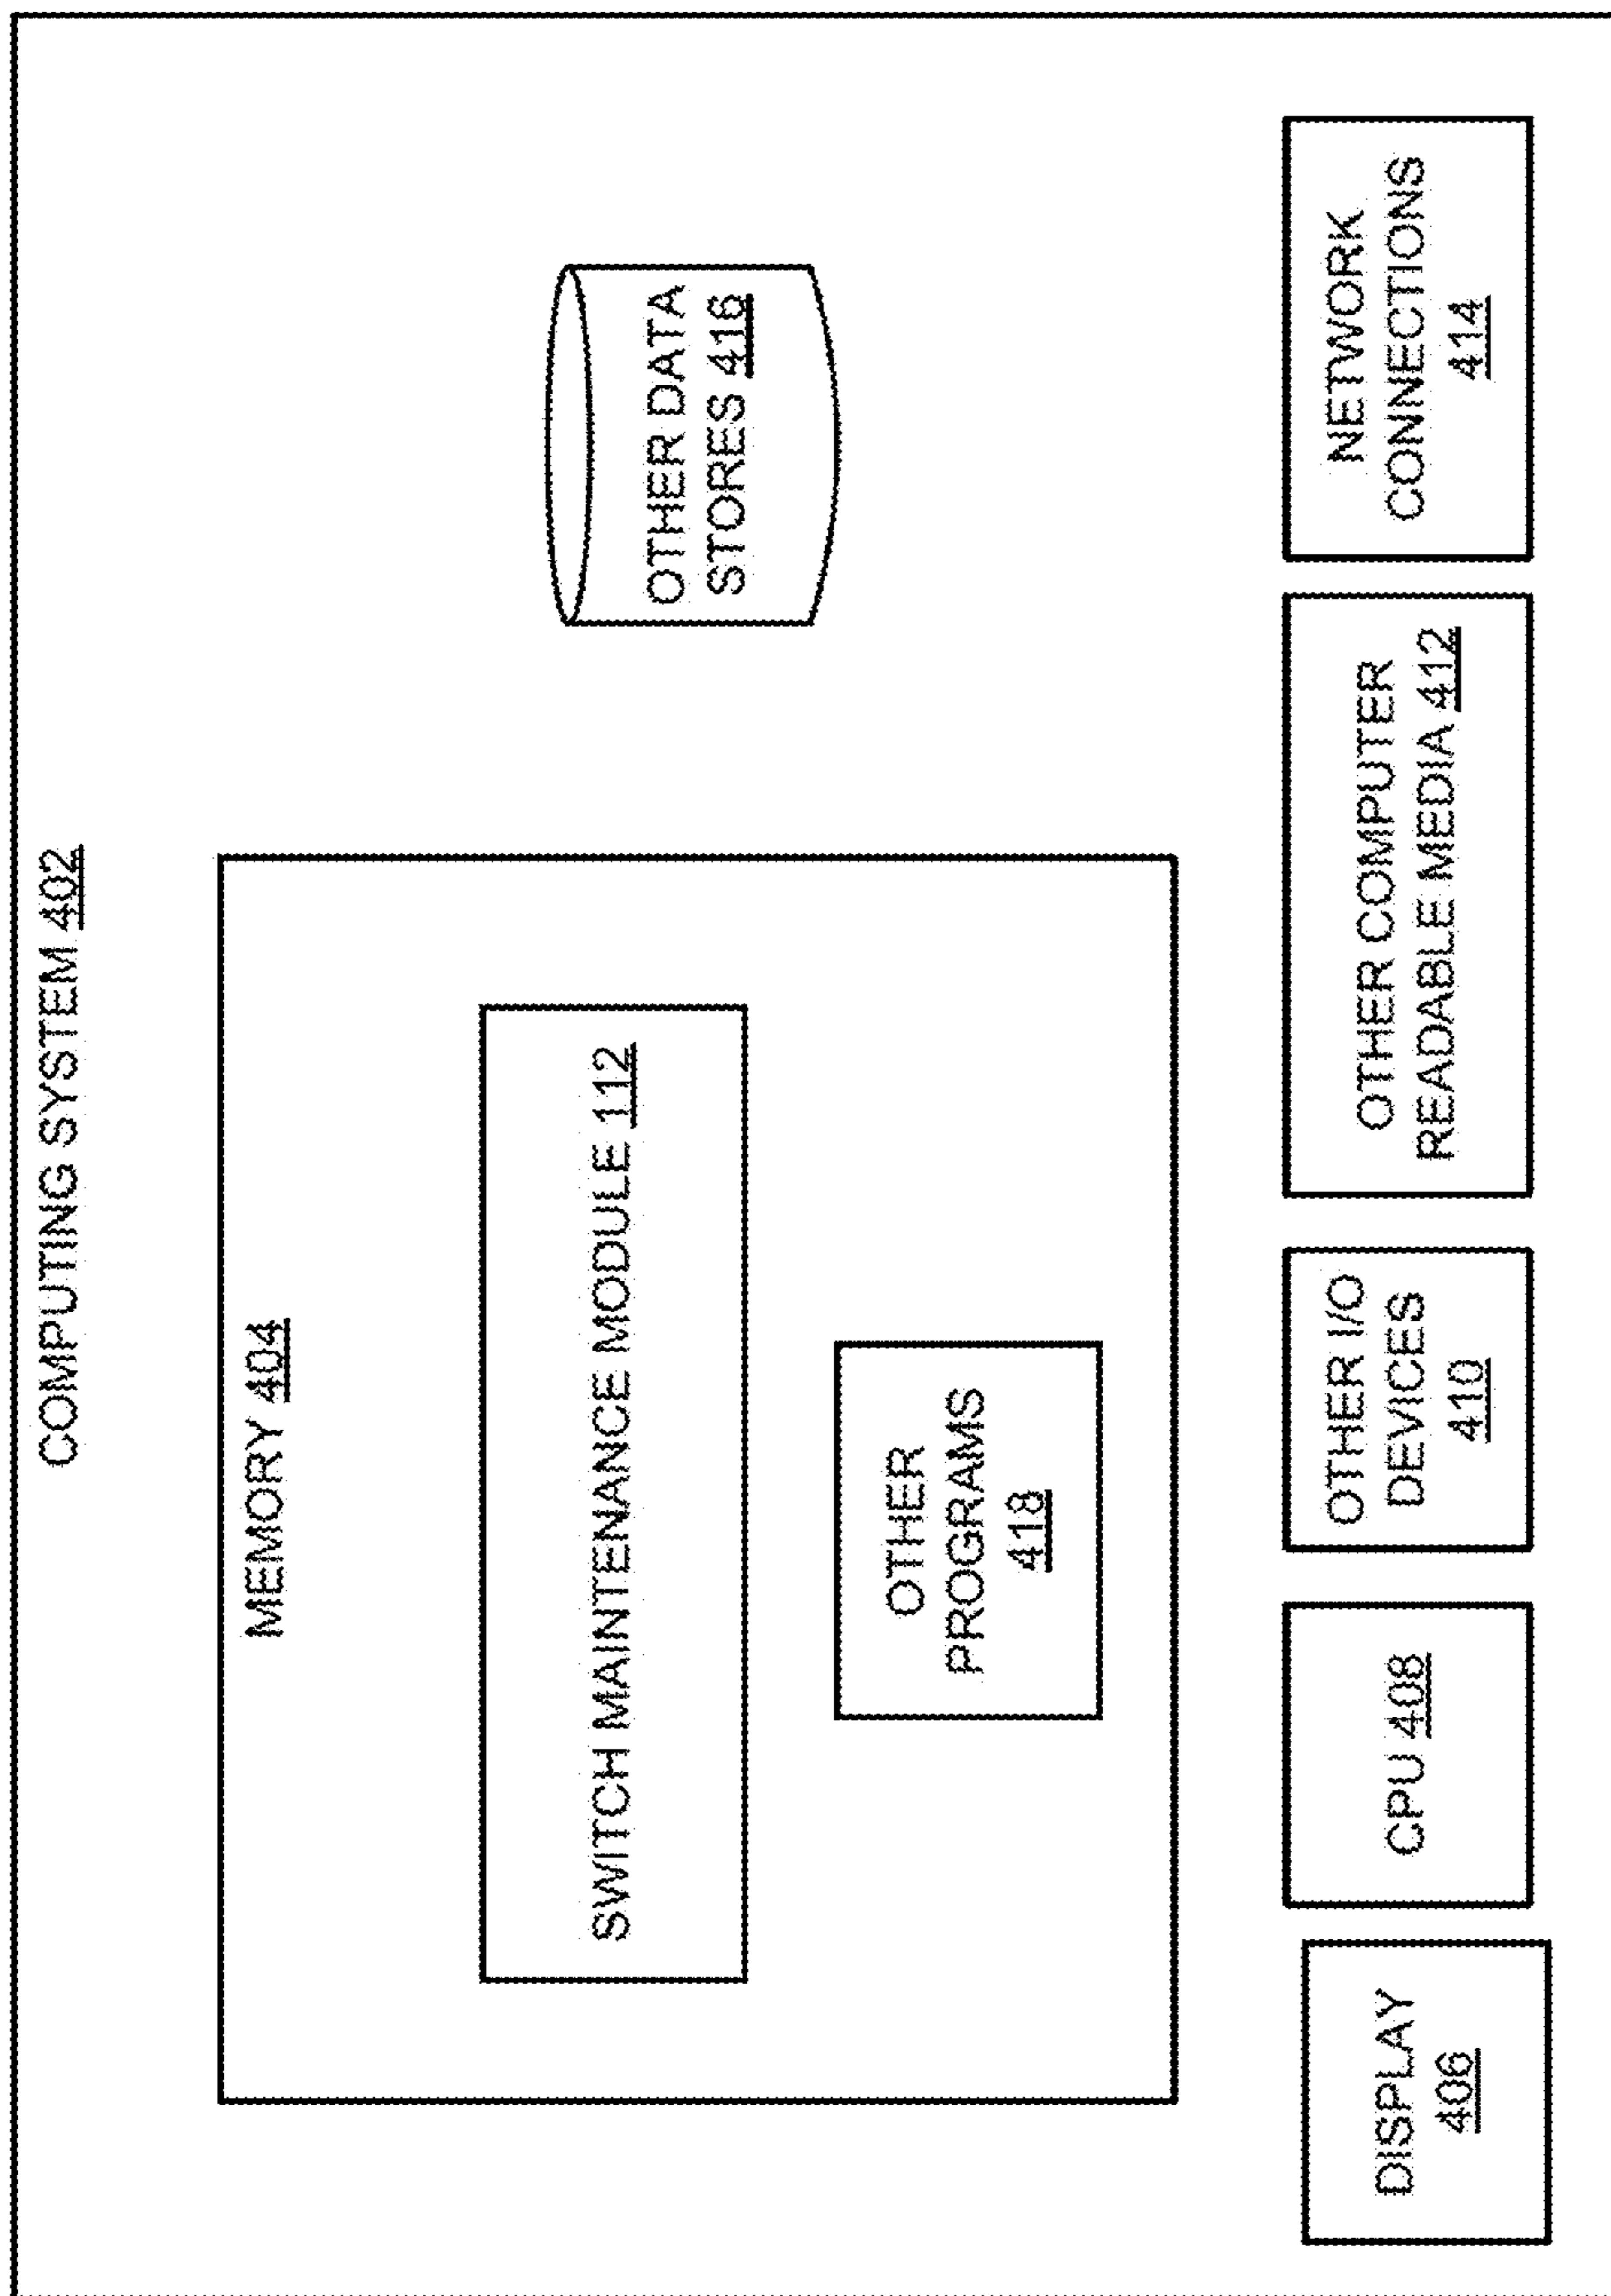 COMPUTING SYSTEM 402
MEMORY 404
SWITCH MAINTENANCE MODULE 112
OTHER
PROGRAMS
418
OTHER DATA
STORES 416
DISPLAY
406
CPU 408
OTHER I/O
DEVICES
410
OTHER COMPUTER
READABLE MEDIA 412
NETWORK
CONNECTIONS
414